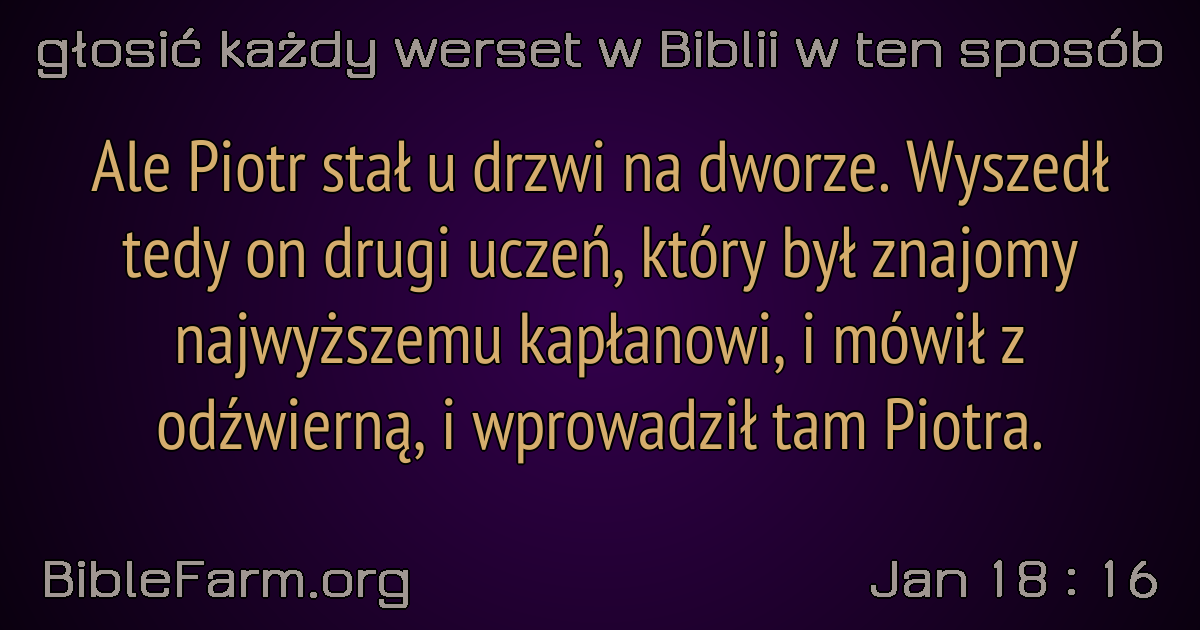 głosić każdy werset w Biblii w ten sposób
Ale Piotr stał u drzwi na dworze. Wyszedł
tedy on drugi uczeń, który był znajomy
najwyższemu kapłanowi, i mówił z
odźwierną, i wprowadził tam Piotra.
BibleFarm.org
Jan 18 : 16